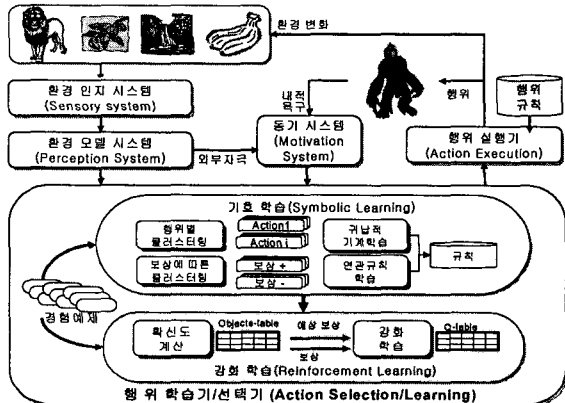 환경 변화
환경 인지 시스템
(Sensory system)
환경 모델 시스템
(Perception System)
외부자극
내적
욕구
동기 시스템
(Motivation
System)
행위
행위
규칙
행위 실행기
(Action Execution)
기호 학습(Symbolic Learning)
행위별
클러스터링
Action1
Action i
귀납적
기계학습
보상에 따른
클러스터링
보상 +
보상 -
연관규칙
학습
규칙
경험예제
확신도
계산
Objects-table
예상 보상
보상
강화
학습
Q-table
강화 학습(Reinforcement Learning)
행위 학습기/선택기 (Action Selection/Learning)